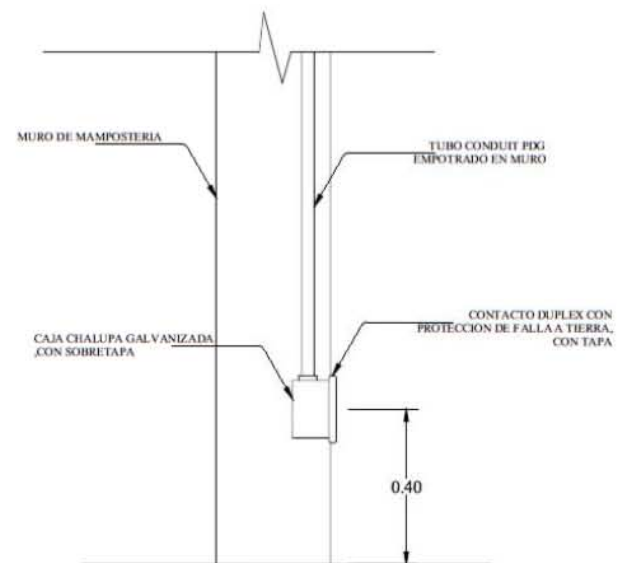 MURO DE MAMPOSTERIA
TUBO CONDUIT PDG
EMPOTRADO EN MURO
CONTACTO DUPLEX CON
PROTECCION DE FALLA A TIERRA,
CON TAPA
CAJA CHALUPA GALVANIZADA
,CON SOBRETAPA
0.40